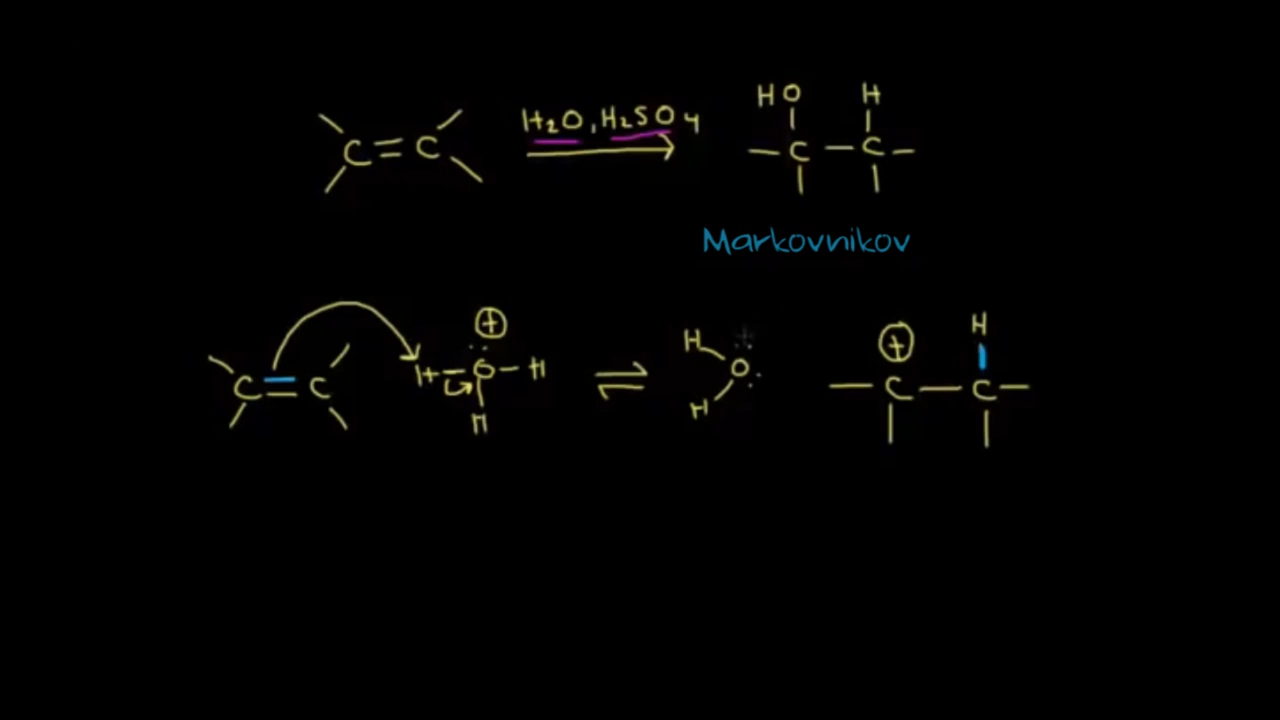 HO H
C=C H₂O, H₂SO₄ C-C
Markovnikov
⊕ H ⊕ H
C=C H-O-H O: C-C
H H